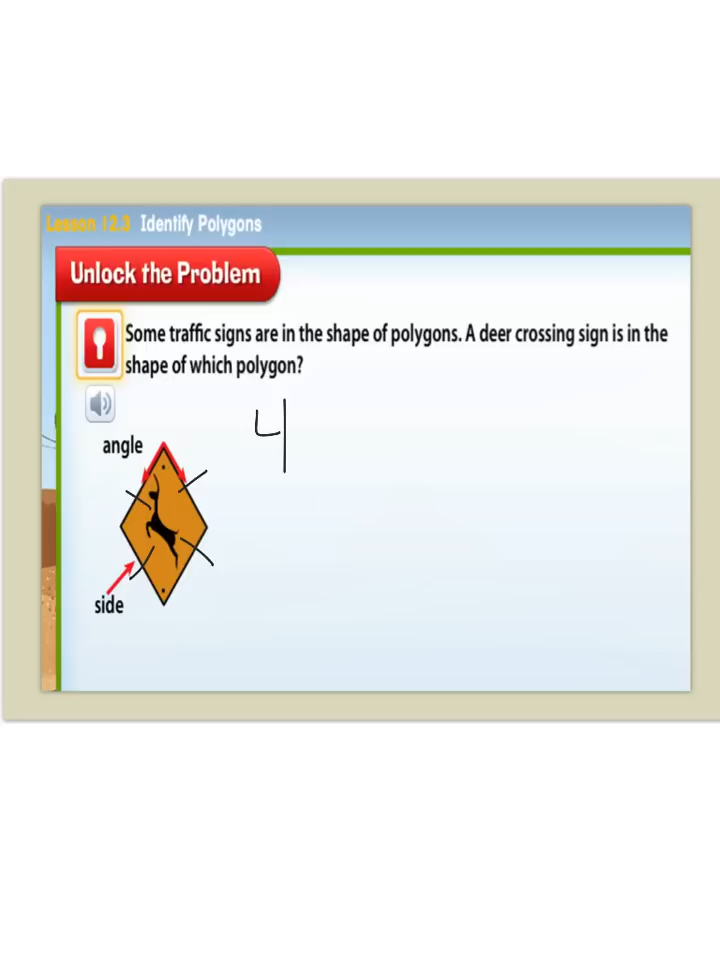 Lesson 12.3 Identify Polygons
Unlock the Problem
Some traffic signs are in the shape of polygons. A deer crossing sign is in the
shape of which polygon?
4
angle
side